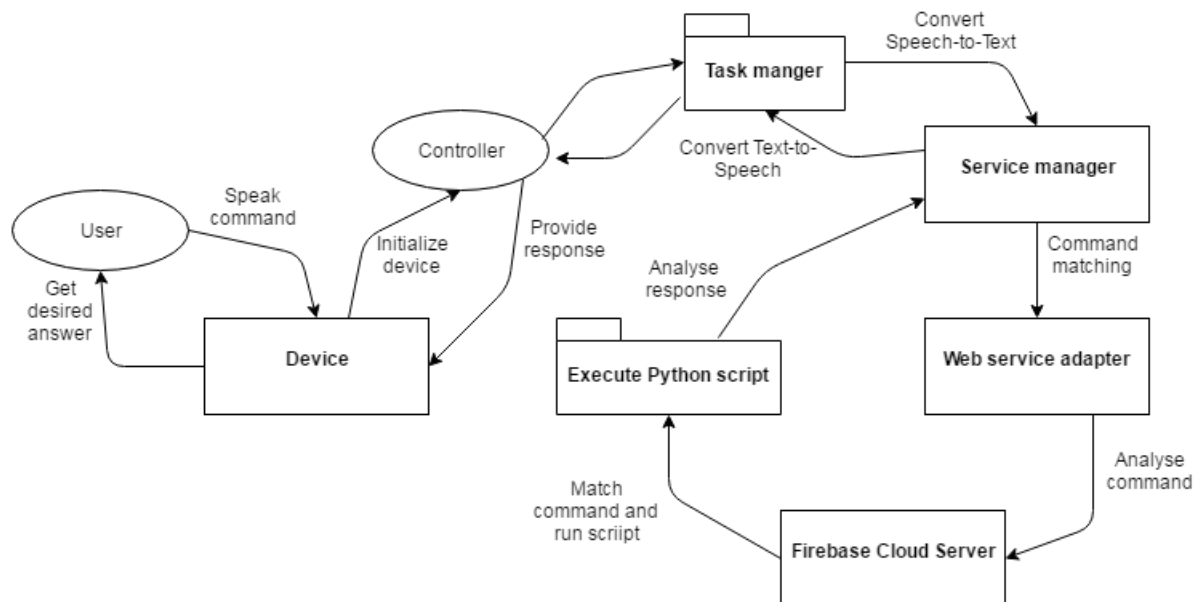 Convert
Speech-to-Text
Task manger
Controller
Convert Text-to-
Speech
Service manager
Speak
command
User
Initialize
device
Provide
response
Command
matching
Analyse
response
Get
desired
answer
Device
Execute Python script
Web service adapter
Analyse
command
Match
command and
run scriipt
Firebase Cloud Server